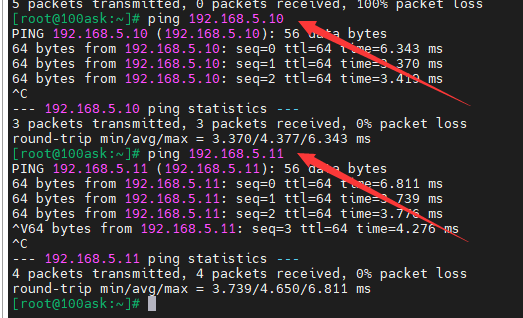 5 packets transmitted, 0 packets received, 100% packet loss
[root@100ask:~]# ping 192.168.5.10
PING 192.168.5.10 (192.168.5.10): 56 data bytes
64 bytes from 192.168.5.10: seq=0 ttl=64 time=6.343 ms
64 bytes from 192.168.5.10: seq=1 ttl=64 time=3.370 ms
64 bytes from 192.168.5.10: seq=2 ttl=64 time=3.419 ms
^C
--- 192.168.5.10 ping statistics ---
3 packets transmitted, 3 packets received, 0% packet loss
round-trip min/avg/max = 3.370/4.377/6.343 ms
[root@100ask:~]# ping 192.168.5.11
PING 192.168.5.11 (192.168.5.11): 56 data bytes
64 bytes from 192.168.5.11: seq=0 ttl=64 time=6.811 ms
64 bytes from 192.168.5.11: seq=1 ttl=64 time=3.739 ms
64 bytes from 192.168.5.11: seq=2 ttl=64 time=3.776 ms
^V64 bytes from 192.168.5.11: seq=3 ttl=64 time=4.276 ms
^C
--- 192.168.5.11 ping statistics ---
4 packets transmitted, 4 packets received, 0% packet loss
round-trip min/avg/max = 3.739/4.650/6.811 ms
[root@100ask:~]#